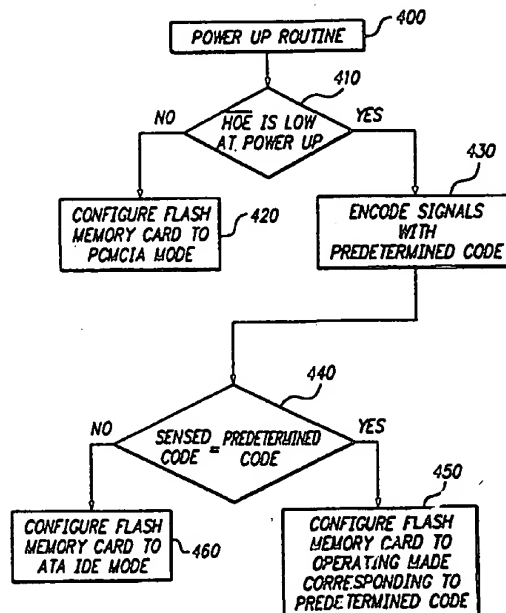 POWER UP ROUTINE
400
410
NO
HOE IS LOW
AT POWER UP
YES
430
CONFIGURE FLASH
MEMORY CARD TO
PCMCIA MODE
420
ENCODE SIGNALS
WITH
PREDETERMINED CODE
440
NO
SENSED CODE = PREDETERMINED CODE
YES
450
CONFIGURE FLASH
MEMORY CARD TO
ATA IDE MODE
460
CONFIGURE FLASH
MEMORY CARD TO
OPERATING MADE
CORRESPONDING TO
PREDETERMINED CODE